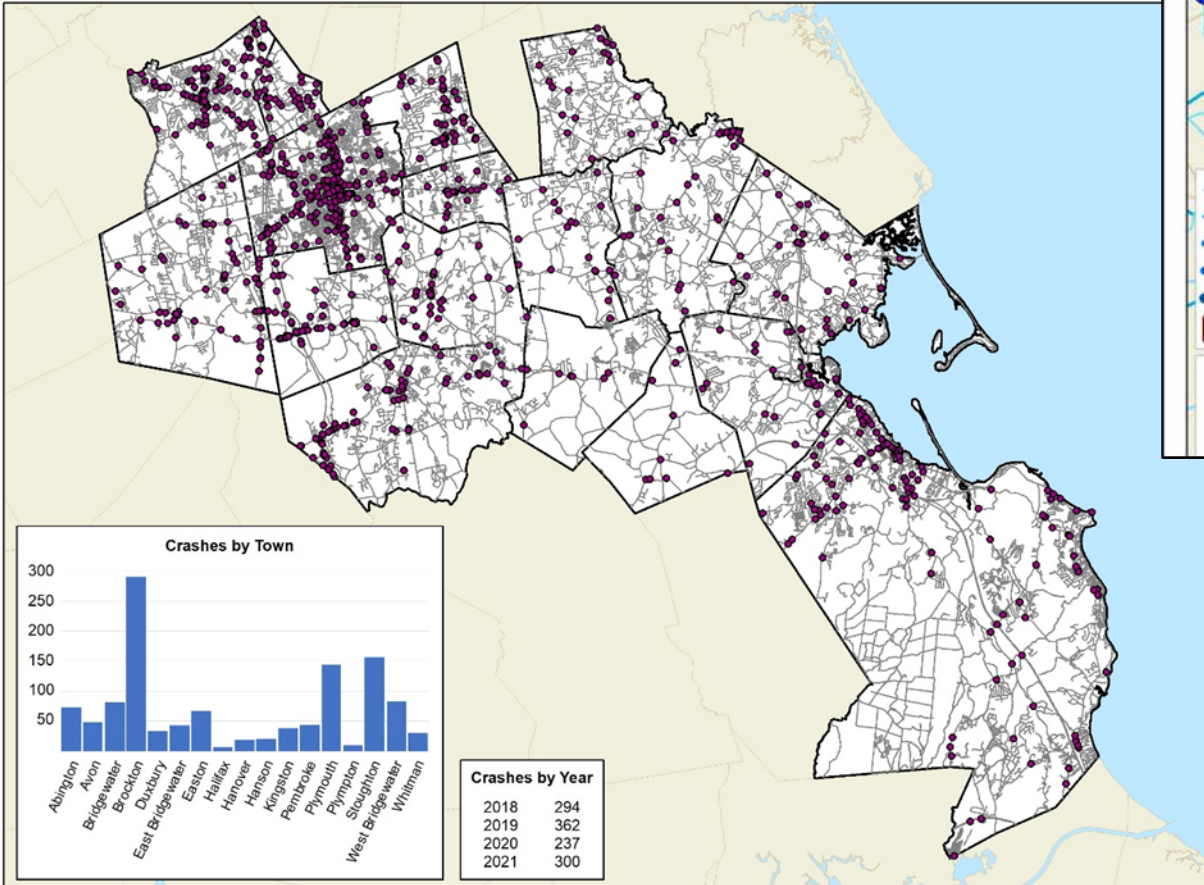 Crashes by Town
300
250
200
150
100
50
Abington
Avon
Bridgewater
Brockton
Duxbury
East Bridgewater
Easton
Halifax
Hanover
Hanson
Kingston
Pembroke
Plymouth
Plympton
Stoughton
West Bridgewater
Whitman
Crashes by Year
2018 294
2019 362
2020 237
2021 300